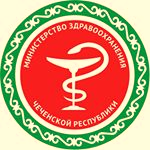 МИНИСТЕРСТВО ЗДРАВООХРАНЕНИЯ
ЧЕЧЕНСКОЙ РЕСПУБЛИКИ